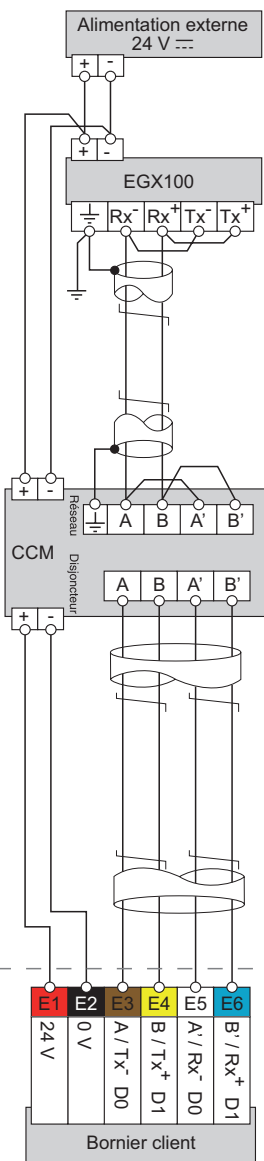 Alimentation externe
24 V ⎓
+ -
+ -
EGX100
Rx- Rx+ Tx- Tx+
+ -
Réseau
A B A' B'
CCM
Disjoncteur
A B A' B'
+ -
E1 E2 E3 E4 E5 E6
24 V
0 V
A / Tx- D0
B / Tx+ D1
A' / Rx- D0
B' / Rx+ D1
Bornier client